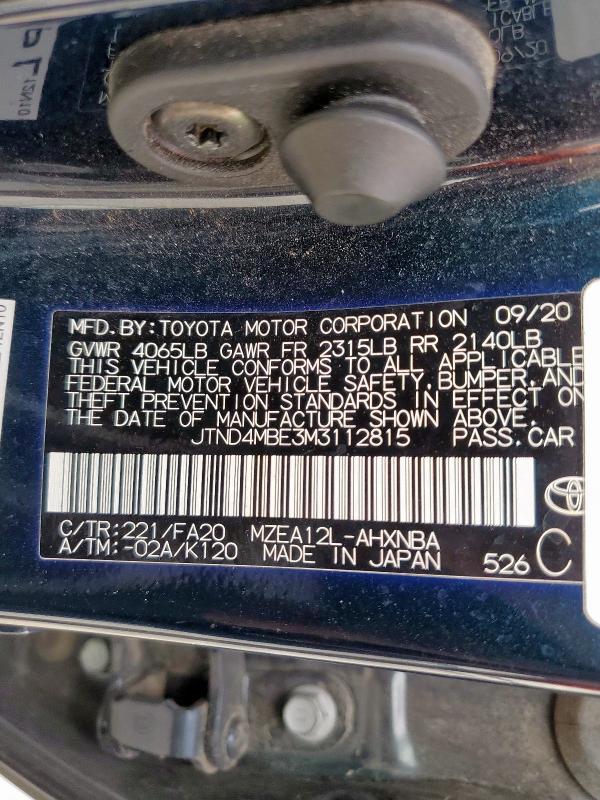 MFD.BY:TOYOTA MOTOR CORPORATION 09/20
GVWR 4065LB GAWR FR 2315LB RR 2140LB
THIS VEHICLE CONFORMS TO ALL APPLICABLE
FEDERAL MOTOR VEHICLE SAFETY,BUMPER,AND
THEFT PREVENTION STANDARDS IN EFFECT ON
THE DATE OF MANUFACTURE SHOWN ABOVE.
JTND4MBE3M3112815 PASS.CAR
C/TR:221/FA20 MZEA12L-AHXNBA
A/TM:-02A/K120 MADE IN JAPAN 526 C